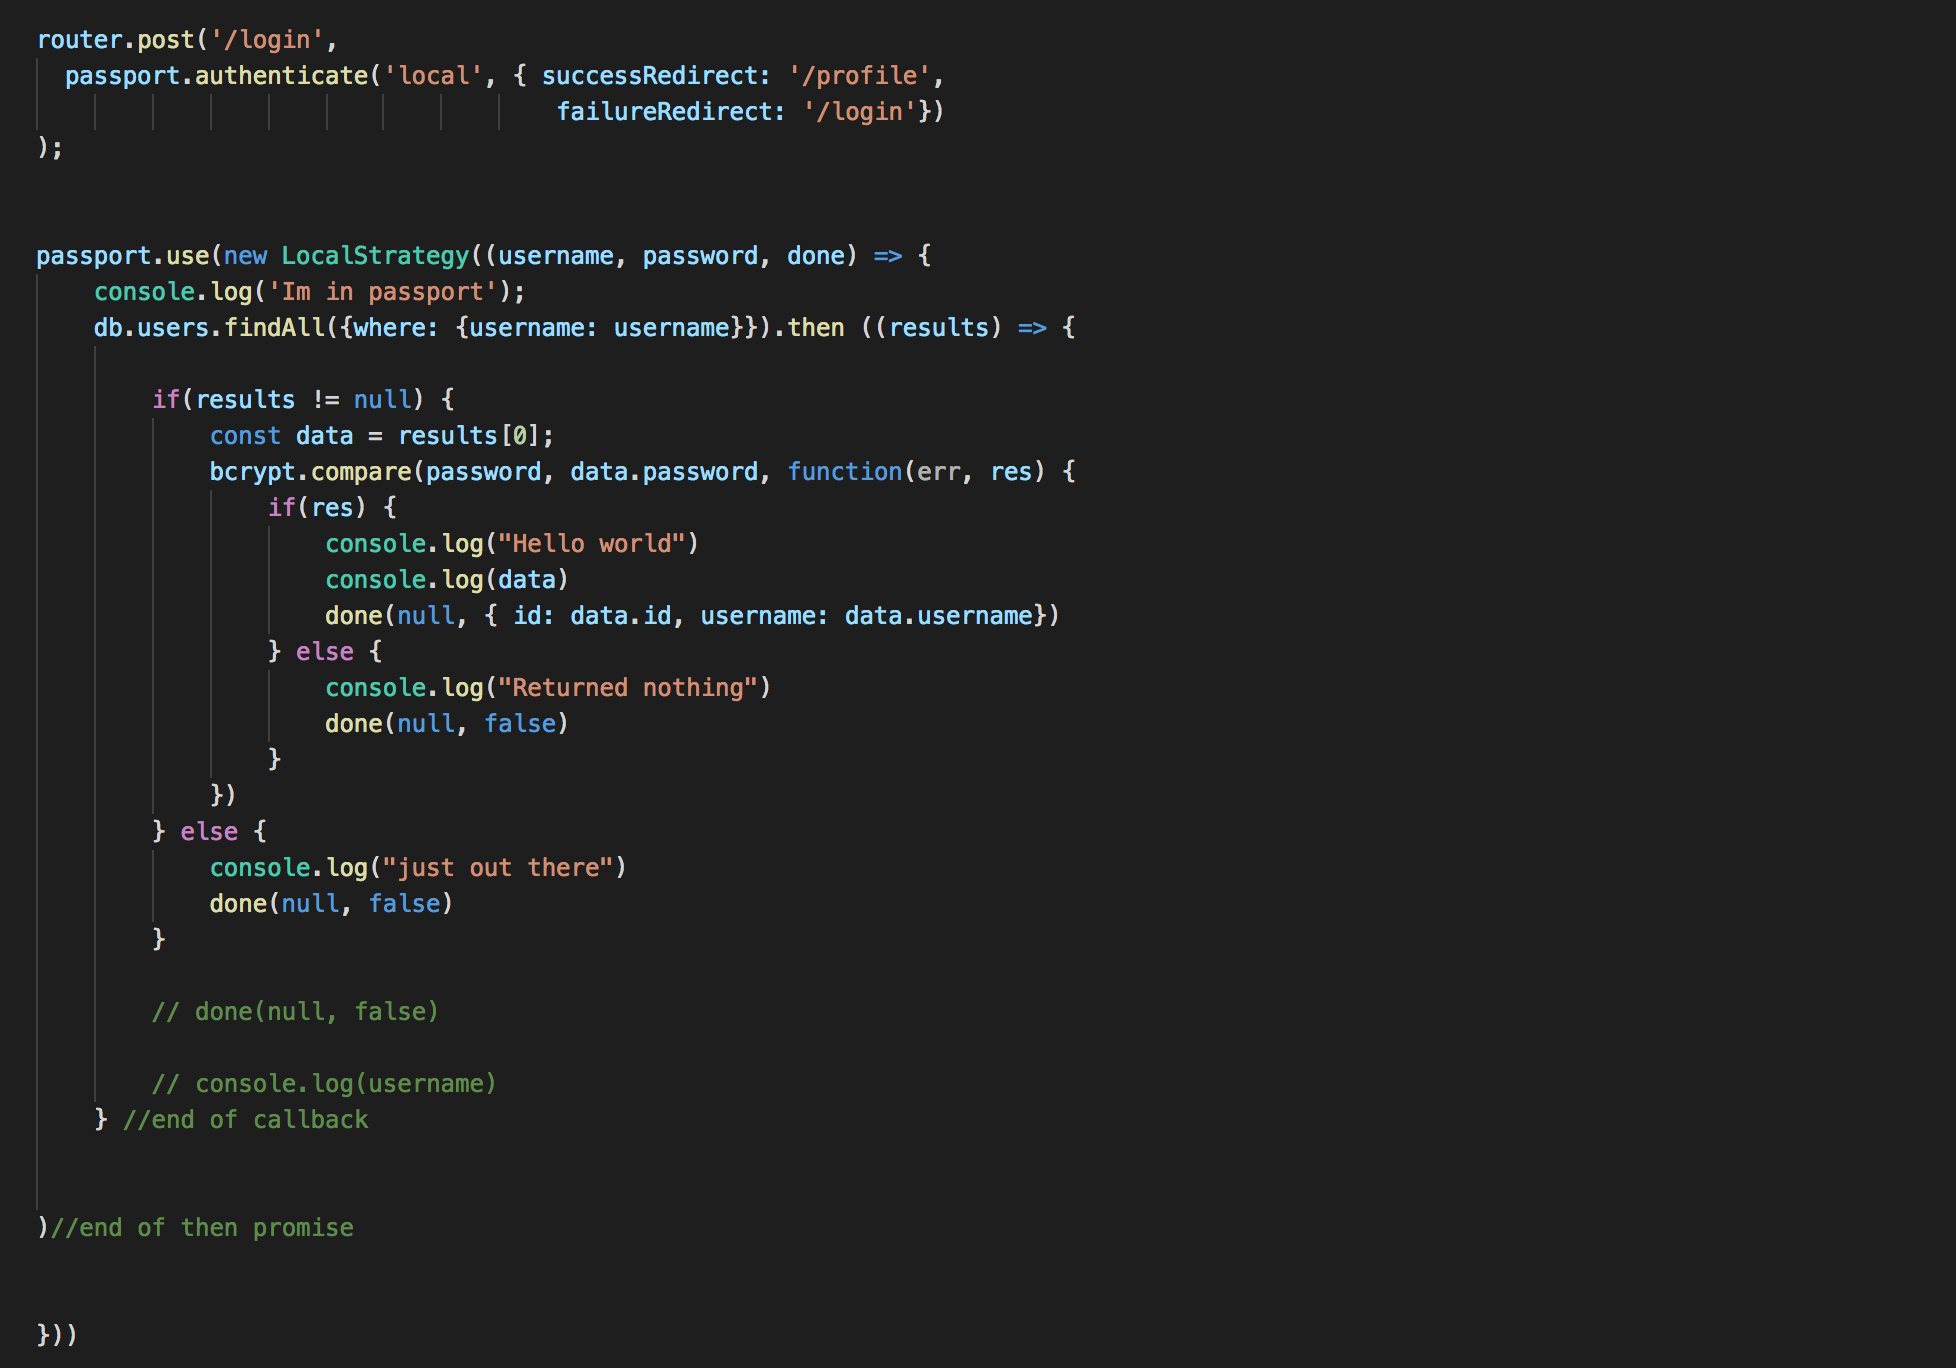 router.post('/login',
  passport.authenticate('local', { successRedirect: '/profile',
                                    failureRedirect: '/login'})
);
passport.use(new LocalStrategy((username, password, done) => {
    console.log('Im in passport');
    db.users.findAll({where: {username: username}}).then ((results) => {
        if(results != null) {
            const data = results[0];
            bcrypt.compare(password, data.password, function(err, res) {
                if(res) {
                    console.log("Hello world")
                    console.log(data)
                    done(null, { id: data.id, username: data.username})
                } else {
                    console.log("Returned nothing")
                    done(null, false)
                }
            })
        } else {
            console.log("just out there")
            done(null, false)
        }
        // done(null, false)
        // console.log(username)
    } //end of callback
)//end of then promise
}))